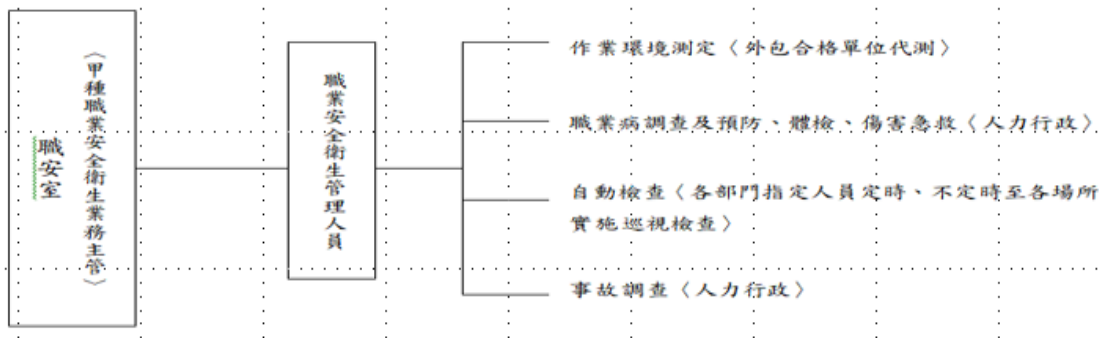 職安室
〈甲種職業安全衛生業務主管〉
職業安全衛生管理人員
作業環境測定〈外包合格單位代測〉
職業病調查及預防、體檢、傷害急救〈人力行政〉
自動檢查〈各部門指定人員定時、不定時至各場所
實施巡視檢查〉
事故調查〈人力行政〉